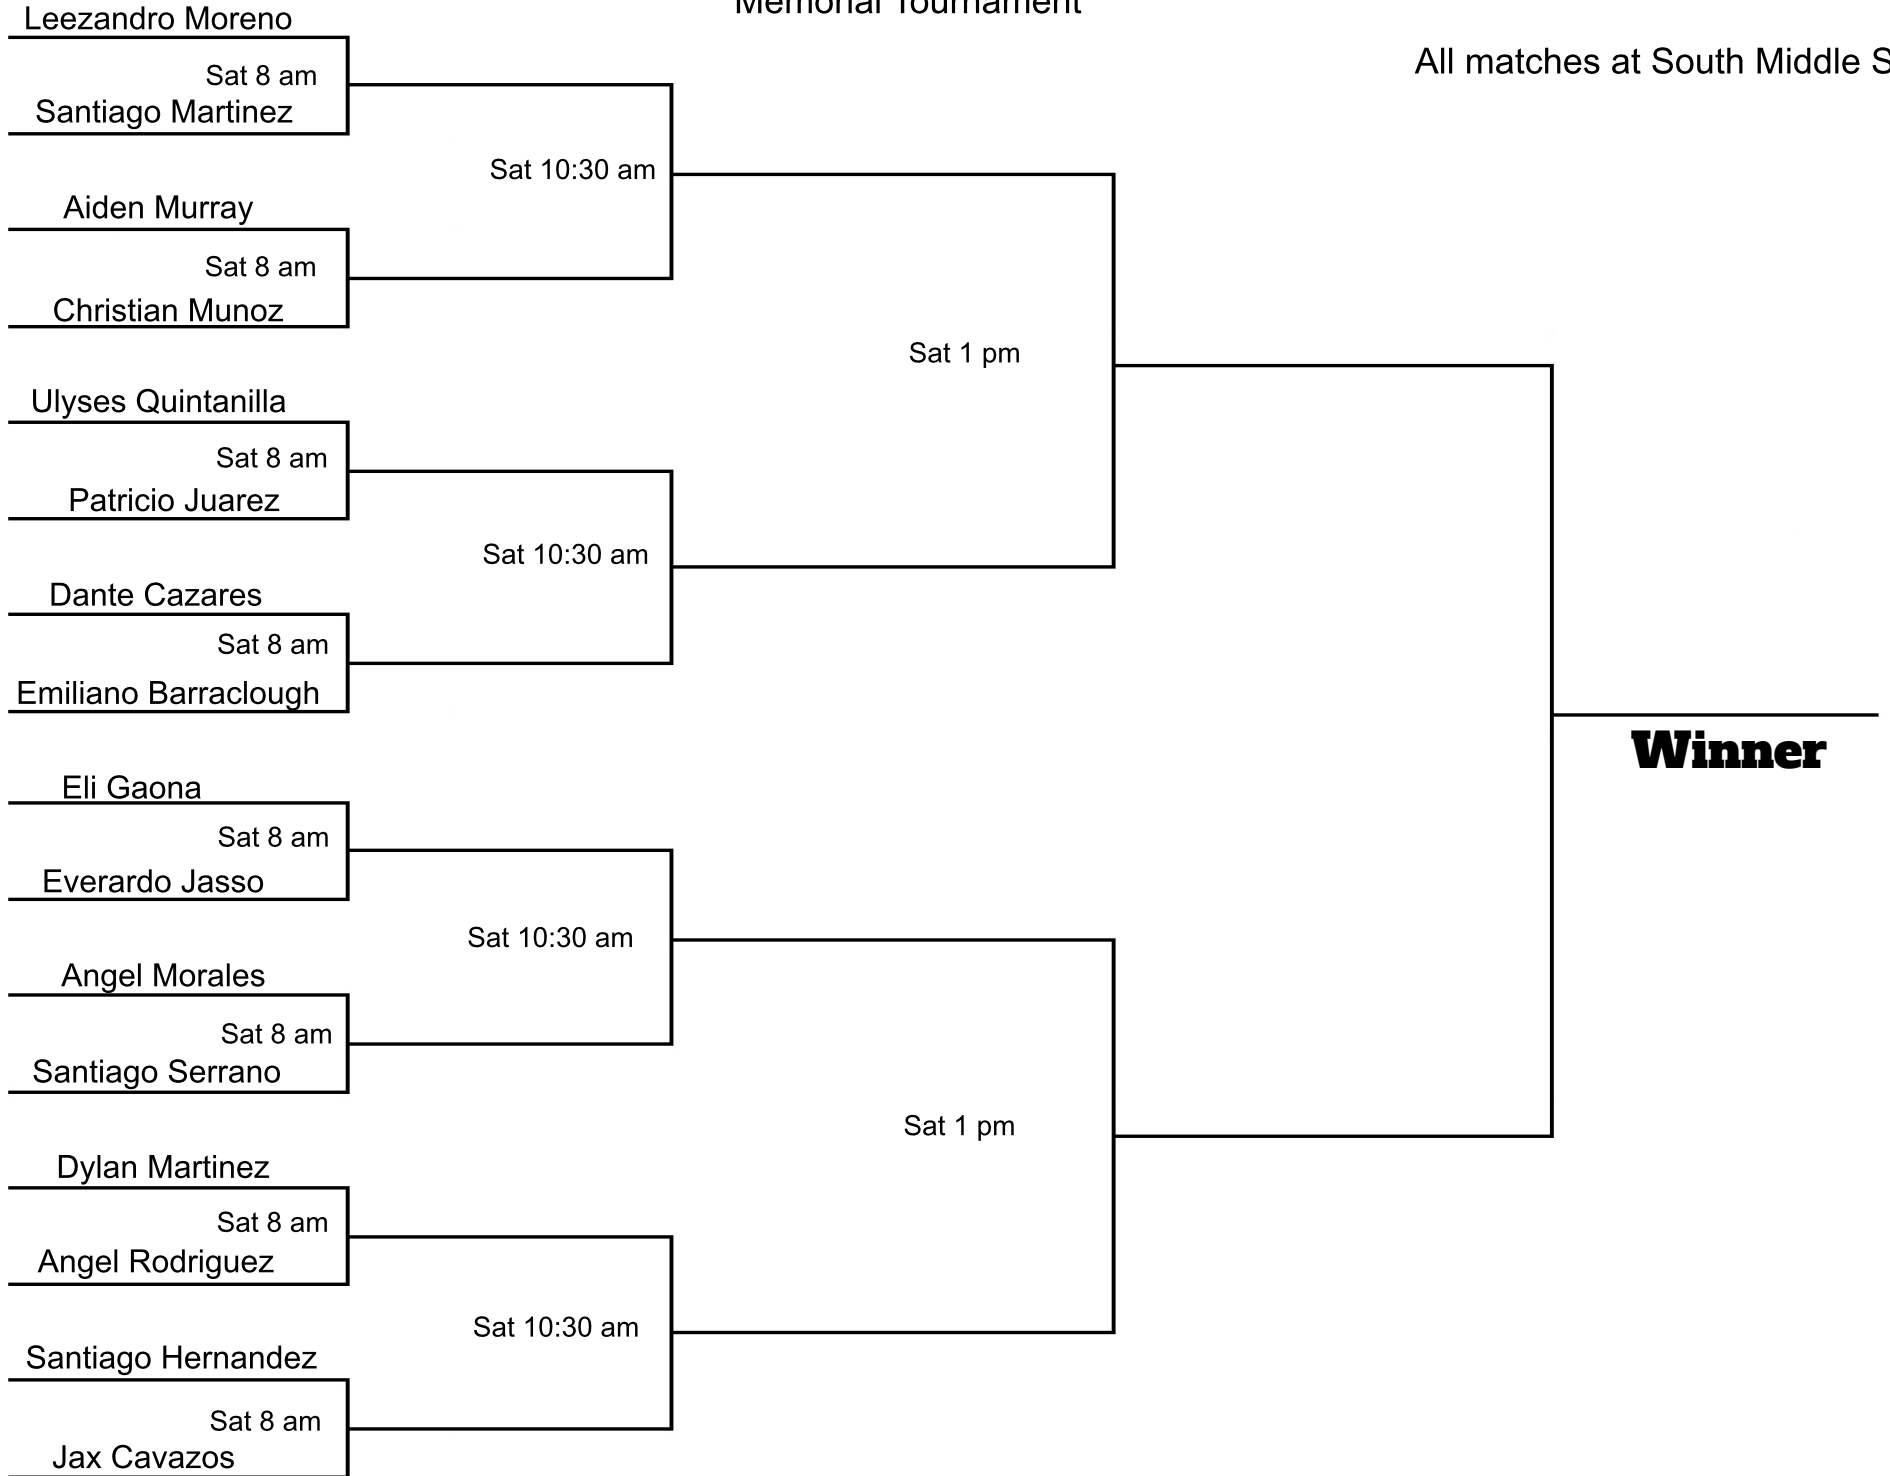 Memorial Tournament
All matches at South Middle
Leezandro Moreno
Sat 8 am
Santiago Martinez
Sat 10:30 am
Aiden Murray
Sat 8 am
Christian Munoz
Sat 1 pm
Ulyses Quintanilla
Sat 8 am
Patricio Juarez
Sat 10:30 am
Dante Cazares
Sat 8 am
Emiliano Barraclough
Winner
Eli Gaona
Sat 8 am
Everardo Jasso
Sat 10:30 am
Angel Morales
Sat 8 am
Santiago Serrano
Sat 1 pm
Dylan Martinez
Sat 8 am
Angel Rodriguez
Sat 10:30 am
Santiago Hernandez
Sat 8 am
Jax Cavazos